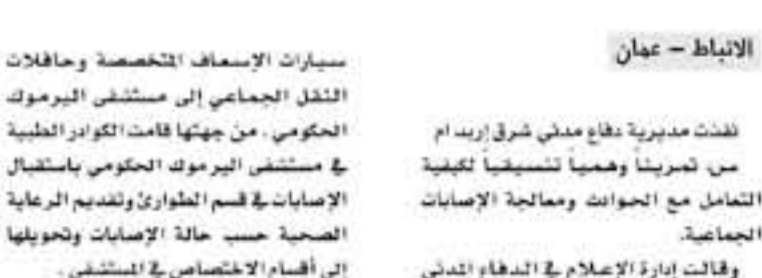 الانباط – عمان
نفذت مديرية دفاع مدني شرق إربد ام
س، تمريناً وهمياً تنسيقياً لكيفية
التعامل مع الحوادث ومعالجة الإصابات
الجماعية.
وقالت إدارة الإعلام في الدفاع المدني
سيارات الإسعاف المتخصصة وحافلات
النقل الجماعي إلى مستشفى اليرموك
الحكومي. من جهتها قامت الكوادر الطبية
في مستشفى اليرموك الحكومي باستقبال
الإصابات في قسم الطوارئ وتقديم الرعاية
الصحية حسب حالة الإصابات وتحويلها
إلى أقسام الاختصاص في المستشفى.